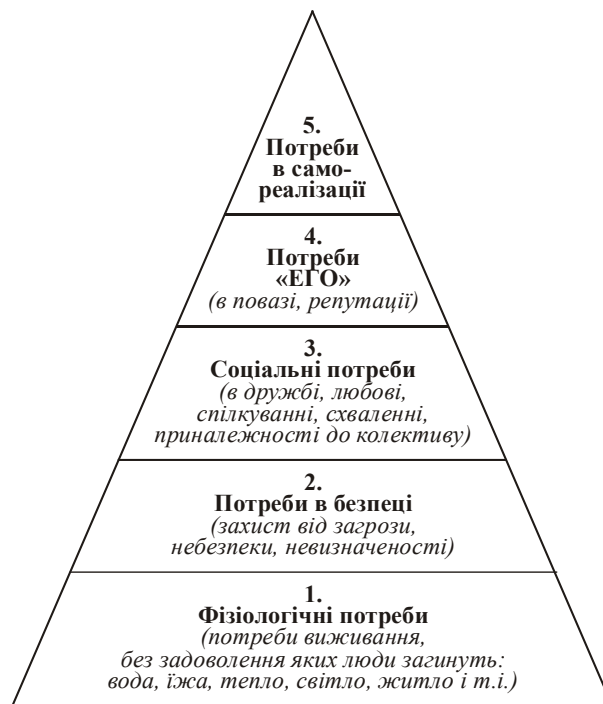 5.
Потреби
в само-
реалізації
4.
Потреби
«ЕГО»
(в повазі, репутації)
3.
Соціальні потреби
(в дружбі, любові,
спілкуванні, схваленні,
приналежності до колективу)
2.
Потреби в безпеці
(захист від загрози,
небезпеки, невизначеності)
1.
Фізіологічні потреби
(потреби виживання,
без задоволення яких люди загинуть:
вода, їжа, тепло, світло, житло і т.і.)